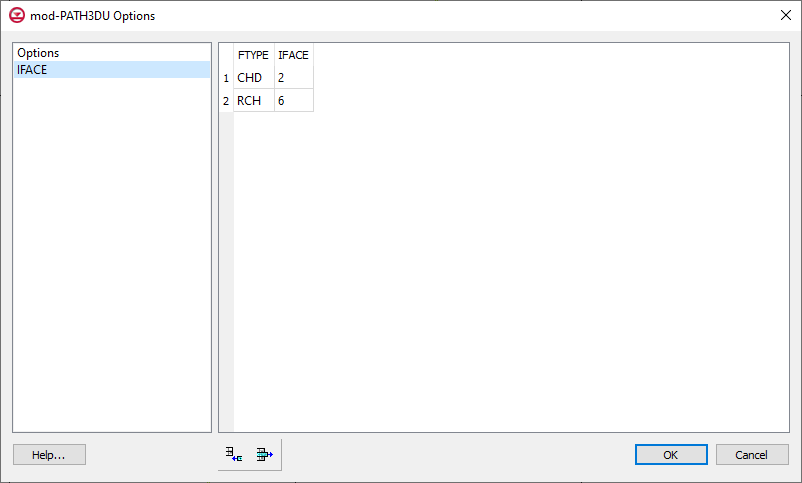 mod-PATH3DU Options
Options
IFACE
FTYPE IFACE
1 CHD 2
2 RCH 6
Help...
OK
Cancel